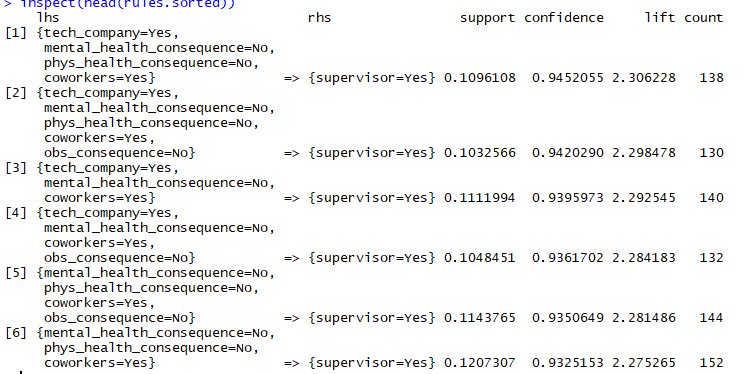 > inspect(head(rules.sorted))
lhs rhs support confidence lift count
[1] {tech_company=Yes,
mental_health_consequence=No,
phys_health_consequence=No,
coworkers=Yes} => {supervisor=Yes} 0.1096108 0.9452055 2.306228 138
[2] {tech_company=Yes,
mental_health_consequence=No,
phys_health_consequence=No,
coworkers=Yes,
obs_consequence=No} => {supervisor=Yes} 0.1032566 0.9420290 2.298478 130
[3] {tech_company=Yes,
mental_health_consequence=No,
coworkers=Yes} => {supervisor=Yes} 0.1111994 0.9395973 2.292545 140
[4] {tech_company=Yes,
mental_health_consequence=No,
coworkers=Yes,
obs_consequence=No} => {supervisor=Yes} 0.1048451 0.9361702 2.284183 132
[5] {mental_health_consequence=No,
phys_health_consequence=No,
coworkers=Yes,
obs_consequence=No} => {supervisor=Yes} 0.1143765 0.9350649 2.281486 144
[6] {mental_health_consequence=No,
phys_health_consequence=No,
coworkers=Yes} => {supervisor=Yes} 0.1207307 0.9325153 2.275265 152